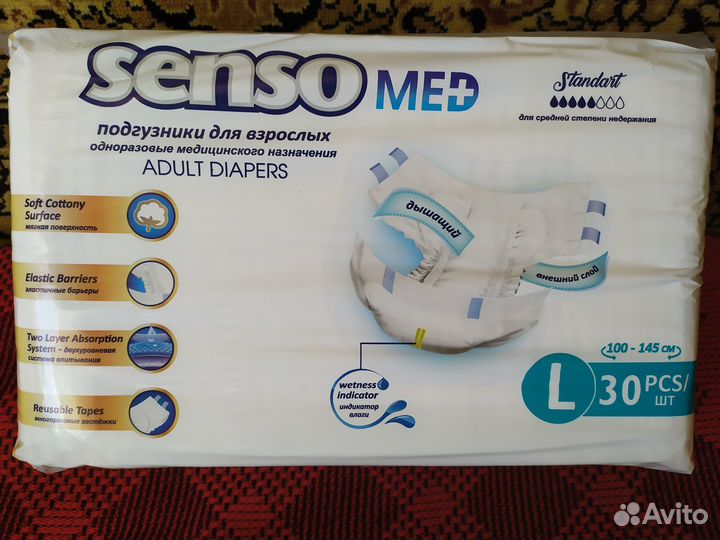 senso MED
Standart
для средней степени недержания
подгузники для взрослых
одноразовые медицинского назначения
ADULT DIAPERS
Soft Cottony
Surface
мягкая поверхность
Elastic Barriers
эластичные барьеры
Two Layer Absorption
System - двухуровневая
система впитывания
Reusable Tapes
многоразовые застёжки
дышащий
внешний слой
wetness
indicator
индикатор
влаги
100 - 145 см
L 30 PCS/
шт
Avito